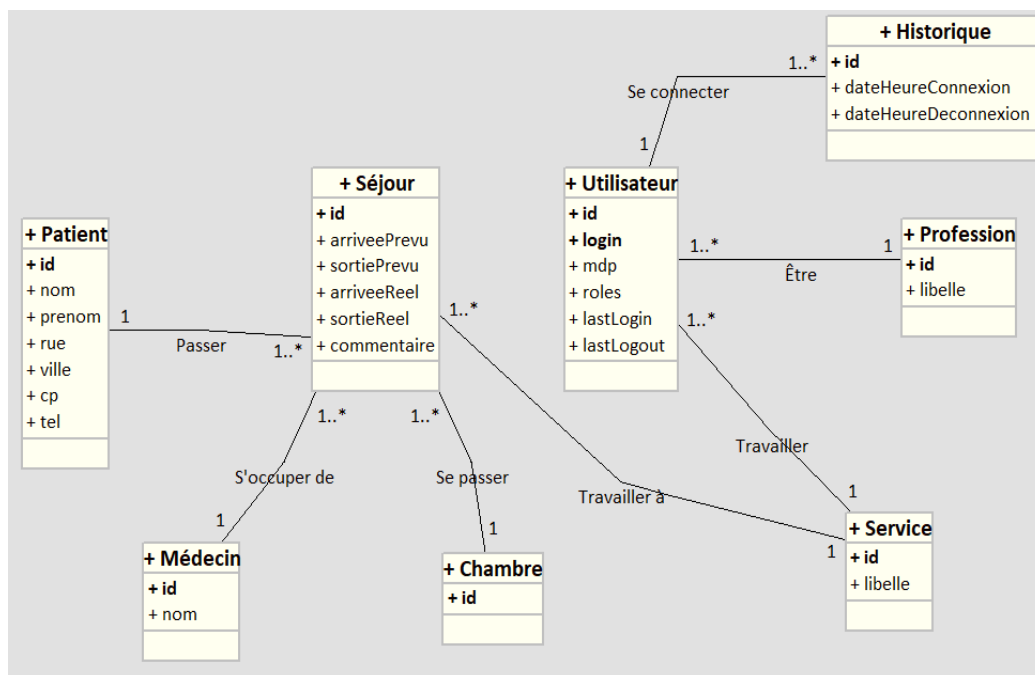 + Historique
+ id
+ dateHeureConnexion
+ dateHeureDeconnexion
1..*
Se connecter
1
+ Séjour
+ id
+ arriveePrevu
+ sortiePrevu
+ arriveeReel
+ sortieReel
+ commentaire
+ Utilisateur
+ id
+ login
+ mdp
+ roles
+ lastLogin
+ lastLogout
+ Patient
+ id
+ nom
+ prenom
+ rue
+ ville
+ cp
+ tel
+ Profession
+ id
+ libelle
1..*
1
Être
1
Passer
1..*
1..*
1..*
1..*
1..*
S'occuper de
Se passer
Travailler à
Travailler
1
1
1
1
+ Médecin
+ id
+ nom
+ Chambre
+ id
+ Service
+ id
+ libelle